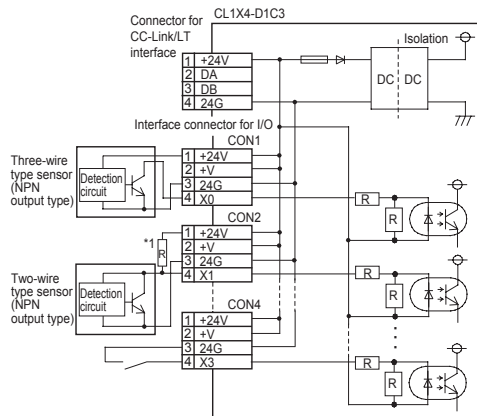 Connector for
CC-Link/LT
interface
CL1X4-D1C3
1 +24V
2 DA
3 DB
4 24G
Isolation
DC DC
Interface connector for I/O
CON1
Three-wire
type sensor
(NPN
output type)
Detection
circuit
1 +24V
2 +V
3 24G
4 X0
R
R
CON2
*1
R
1 +24V
2 +V
3 24G
4 X1
R
R
Two-wire
type sensor
(NPN
output type)
Detection
circuit
CON4
1 +24V
2 +V
3 24G
4 X3
R
R